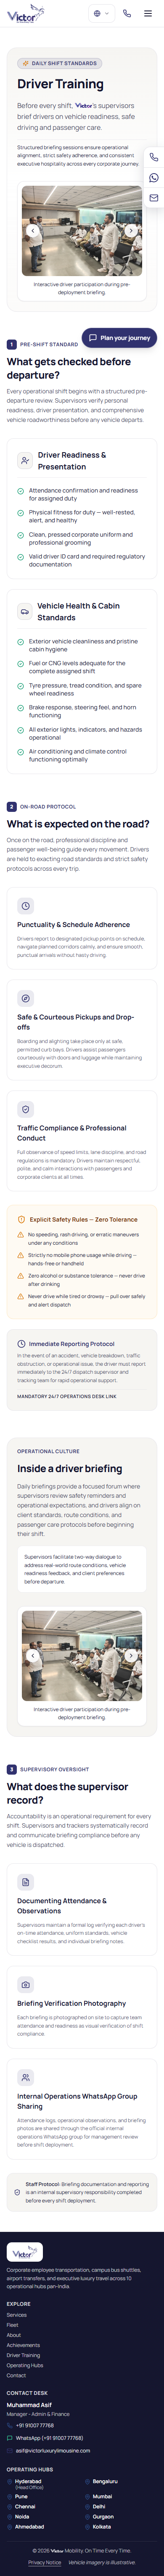 Victor
DAILY SHIFT STANDARDS
Driver Training
Before every shift, Victor's supervisors
brief drivers on vehicle readiness, safe
driving and passenger care.
Structured briefing sessions ensure corporate
alignment, strict safety adherence, and consistent
executive hospitality across every corporate journey.
Interactive driver participation during pre-
deployment briefing.
Plan your journey
1 PRE-SHIFT STANDARD
What gets checked before
departure?
Every operational shift begins with a structured pre-
departure review. Supervisors verify personal
readiness, driver presentation, and comprehensive
vehicle roadworthiness before any vehicle departs.
Driver Readiness &
Presentation
Attendance confirmation and readiness
for assigned duty
Physical fitness for duty — well-rested,
alert, and healthy
Clean, pressed corporate uniform and
professional grooming
Valid driver ID card and required regulatory
documentation
Vehicle Health & Cabin
Standards
Exterior vehicle cleanliness and pristine
cabin hygiene
Fuel or CNG levels adequate for the
complete assigned shift
Tyre pressure, tread condition, and spare
wheel readiness
Brake response, steering feel, and horn
functioning
All exterior lights, indicators, and hazards
operational
Air conditioning and climate control
functioning optimally
2 ON-ROAD PROTOCOL
What is expected on the road?
Once on the road, professional discipline and
passenger safety guide every movement. Drivers
are held to exacting road standards and strict safety
protocols across every trip.
Punctuality & Schedule Adherence
Drivers report to designated pickup points on schedule,
navigate planned corridors calmly, and ensure smooth,
punctual arrivals without hasty driving.
Safe & Courteous Pickups and Drop-
offs
Boarding and alighting take place only at safe,
permitted curb spots. Drivers assist passengers
courteously with doors and luggage while maintaining
executive decorum.
Traffic Compliance & Professional
Conduct
Full observance of speed limits, lane discipline, and road
regulations. Drivers maintain a polite, professional
demeanor, and calm interactions with passengers and
corporate clients at all times.
Explicit Safety Rules — Zero Tolerance
No speeding, rash driving, or erratic maneuvers
under any conditions
Strictly no mobile phone usage while driving —
hands-free or handheld
Zero alcohol or substance tolerance — never drive
after drinking
Never drive while tired or drowsy — pull over safely
and alert dispatch
Immediate Reporting Protocol
In the event of an accident, vehicle breakdown, traffic
obstruction, or operational issue, the driver must report
immediately to the 24x7 dispatch supervisor and
tracking team for rapid operational support.
MANDATORY 24/7 OPERATIONS DESK LINK
OPERATIONAL CULTURE
Inside a driver briefing
Daily briefings provide a focused forum where
supervisors review safety reminders and
operational expectations, and drivers align on
client standards, route conditions, and
passenger care protocols before beginning
their shift.
Supervisors facilitate two-way dialogue to
address real-world route conditions, vehicle
readiness feedback, and client preferences
before departure.
Interactive driver participation during pre-
deployment briefing.
3 SUPERVISORY OVERSIGHT
What does the supervisor
record?
Accountability is an operational requirement for every
shift. Supervisors and trackers systematically record
and communicate briefing compliance before any
vehicle is dispatched.
Documenting Attendance &
Observations
Supervisors maintain a formal log verifying each driver's
on-time attendance, uniform standards, vehicle
checklist results, and individual briefing notes.
Briefing Verification Photography
Each briefing is photographed on site to capture team
attendance and readiness as visual verification of shift
compliance.
Internal Operations WhatsApp Group
Sharing
Attendance logs, operational observations, and briefing
photographs are shared through the internal official
operations WhatsApp group for management review
before shift deployment.
Staff Protocol: Briefing documentation and reporting
is an internal supervisory responsibility completed
before every shift deployment.
Victor
Corporate employee transportation, campus bus shuttles,
airport transfers, and executive luxury travel across 10
operational hubs pan-India.
EXPLORE
Services
Fleet
About
Achievements
Driver Training
Operating Hubs
Contact
CONTACT DESK
Muhammad Asif
Manager - Admin & Finance
+91 91007 77768
WhatsApp (+91 91007 77768)
asif@victorluxurylimousine.com
OPERATIONAL HUBS
Hyderabad Bengaluru
(Head Office)
Pune Mumbai
Chennai Delhi
Noida Gurgaon
Ahmedabad Kolkata
© 2026 Victor Mobility. On Time Every Time.
Privacy Notice Vehicle imagery is illustrative.